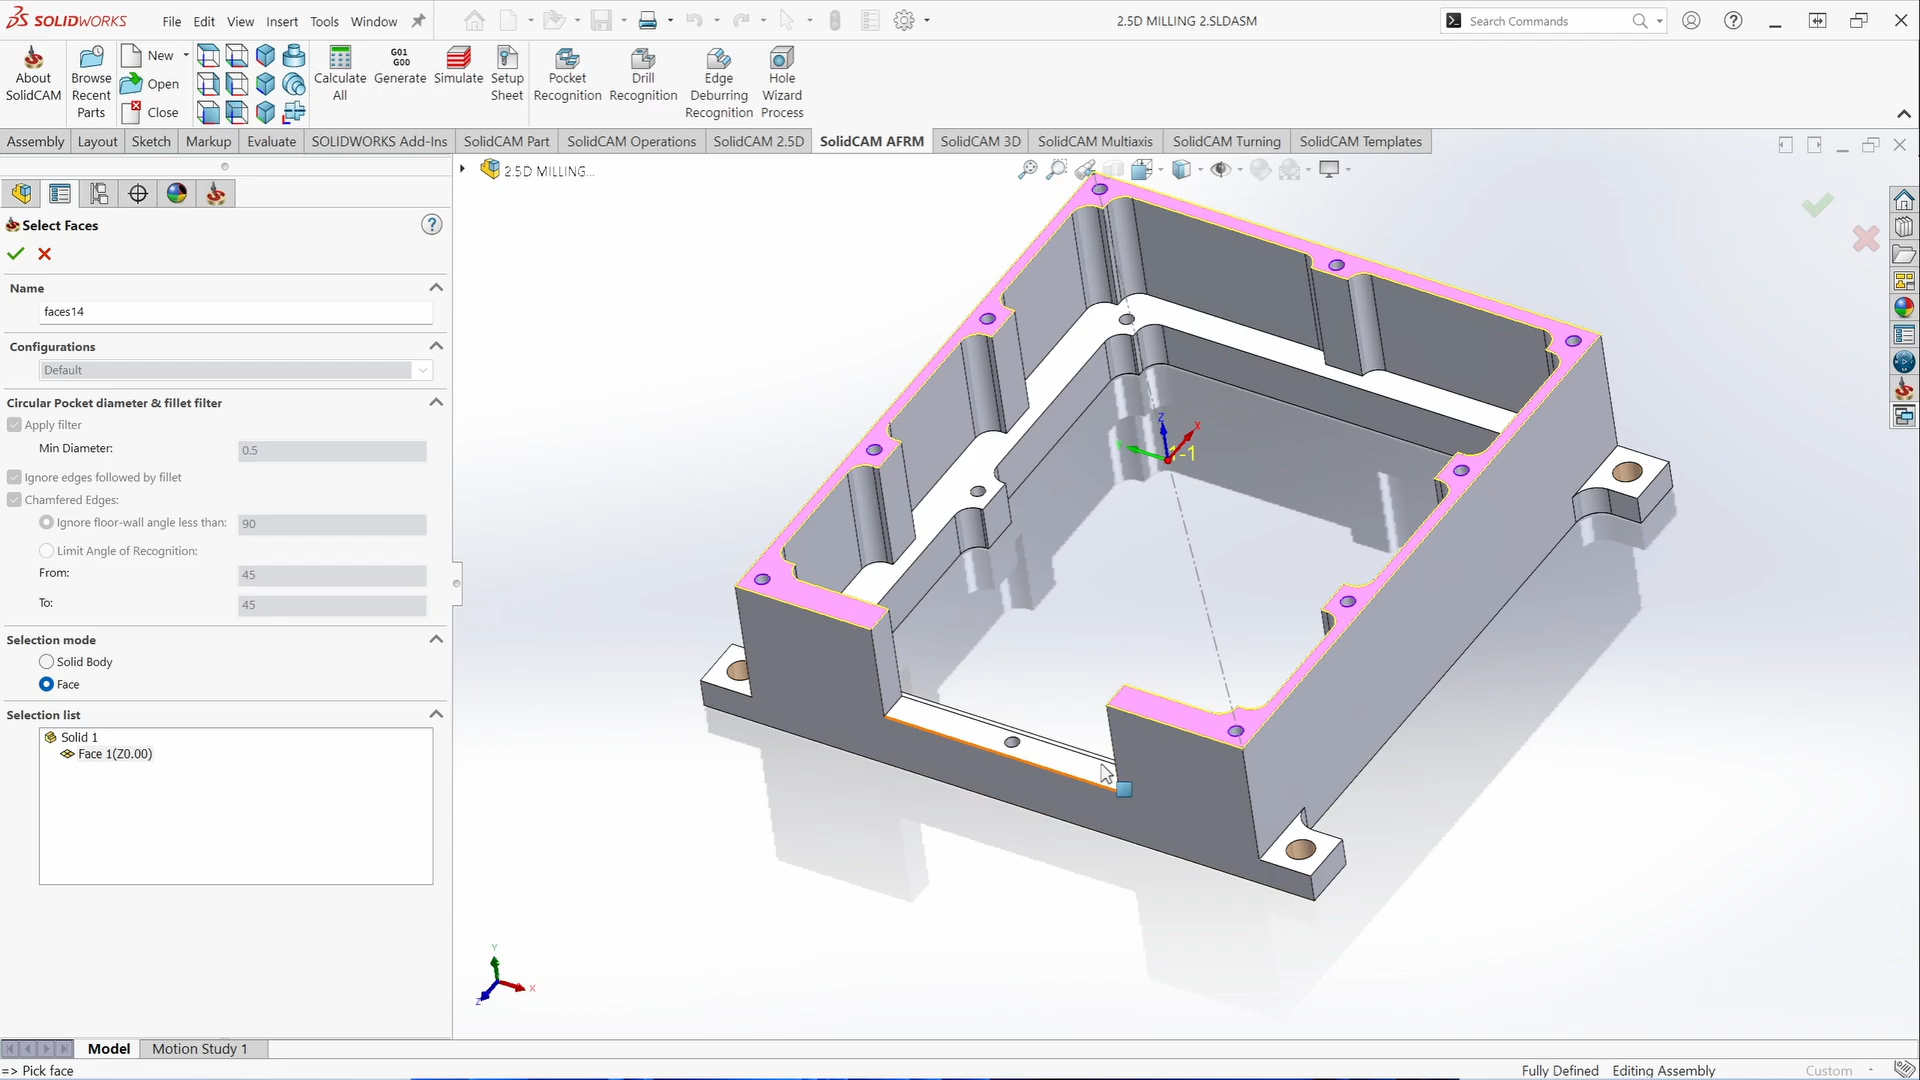 SOLIDWORKS
File Edit View Insert Tools Window
2.5D MILLING 2.SLDASM
Search Commands
About
SolidCAM
Browse
Recent
Parts
New
Open
Close
Calculate
All
G01
G00
Generate
Simulate
Setup
Sheet
Pocket
Recognition
Drill
Recognition
Edge
Deburring
Recognition
Hole
Wizard
Process
Assembly Layout Sketch Markup Evaluate SOLIDWORKS Add-Ins SolidCAM Part SolidCAM Operations SolidCAM 2.5D SolidCAM AFRM SolidCAM 3D SolidCAM Multiaxis SolidCAM Turning SolidCAM Templates
2.5D MILLING...
Select Faces
Name
faces14
Configurations
Default
Circular Pocket diameter & fillet filter
Apply filter
Min Diameter: 0.5
Ignore edges followed by fillet
Chamfered Edges:
Ignore floor-wall angle less than: 90
Limit Angle of Recognition:
From: 45
To: 45
Selection mode
Solid Body
Face
Selection list
Solid 1
Face 1(Z0.00)
Z
X
1-1
Y
X
Z
Model Motion Study 1
=> Pick face
Fully Defined Editing Assembly Custom